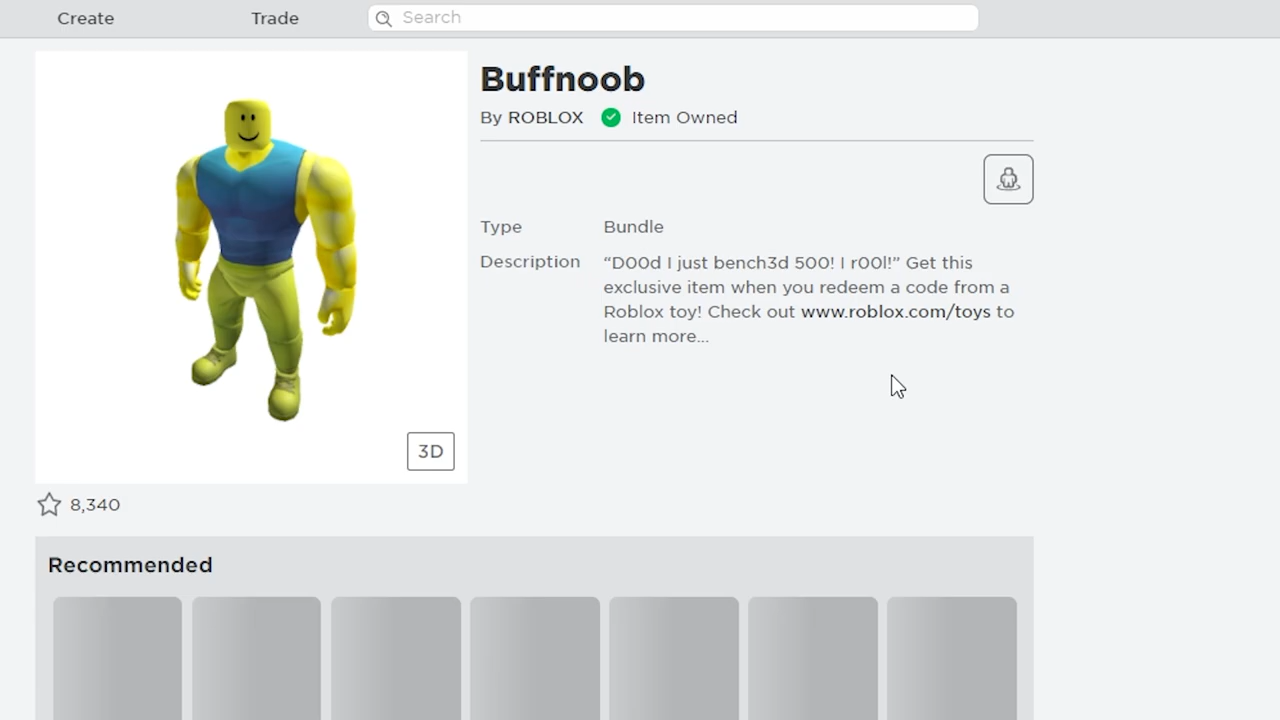 Create Trade Search
Buffnoob
By ROBLOX Item Owned
Type Bundle
Description “D00d I just bench3d 500! I r00l!” Get this
exclusive item when you redeem a code from a
Roblox toy! Check out www.roblox.com/toys to
learn more...
3D
8,340
Recommended